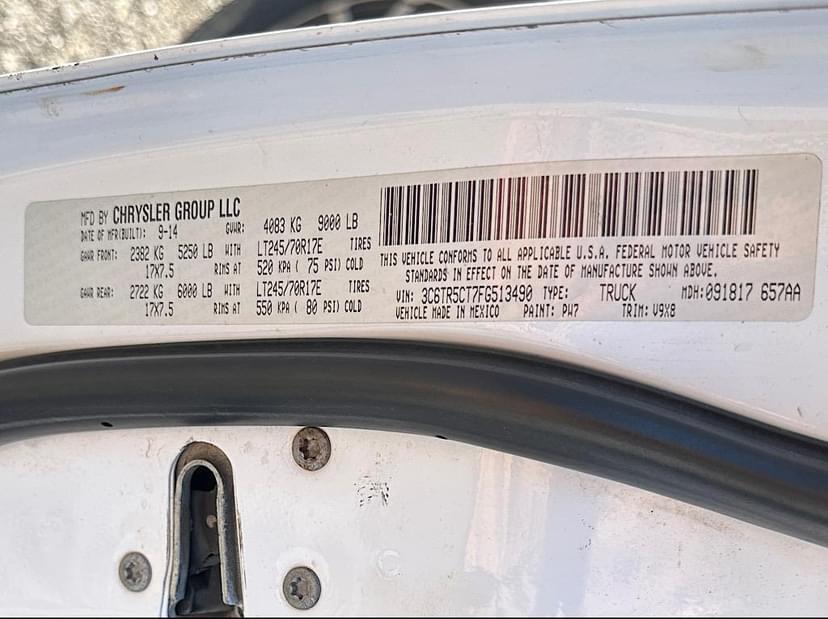 MFD BY CHRYSLER GROUP LLC
DATE OF MFR(BUILT): 9-14 GVWR: 4083 KG 9000 LB
GAWR FRONT: 2382 KG 5250 LB WITH LT245/70R17E TIRES
17X7.5 RIMS AT 520 KPA ( 75 PSI) COLD
GAWR REAR: 2722 KG 6000 LB WITH LT245/70R17E TIRES
17X7.5 RIMS AT 550 KPA ( 80 PSI) COLD
THIS VEHICLE CONFORMS TO ALL APPLICABLE U.S.A. FEDERAL MOTOR VEHICLE SAFETY
STANDARDS IN EFFECT ON THE DATE OF MANUFACTURE SHOWN ABOVE.
VIN: 3C6TR5CT7FG513490 TYPE: TRUCK MDH:091817 657AA
VEHICLE MADE IN MEXICO PAINT: PW7 TRIM: V9X8